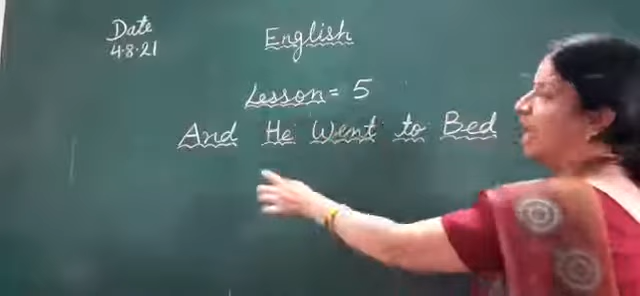 Date
4.8.21
English
Lesson = 5
And He Went to Bed